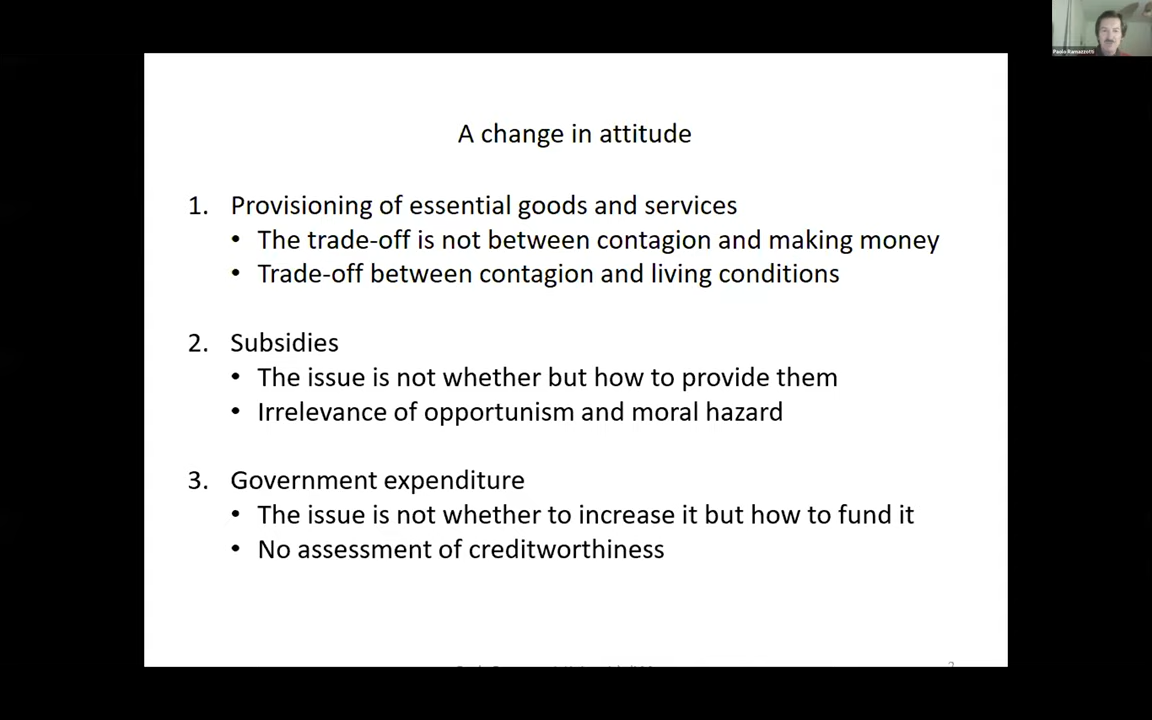 Paolo Ramazzotti
A change in attitude
1. Provisioning of essential goods and services
• The trade-off is not between contagion and making money
• Trade-off between contagion and living conditions
2. Subsidies
• The issue is not whether but how to provide them
• Irrelevance of opportunism and moral hazard
3. Government expenditure
• The issue is not whether to increase it but how to fund it
• No assessment of creditworthiness